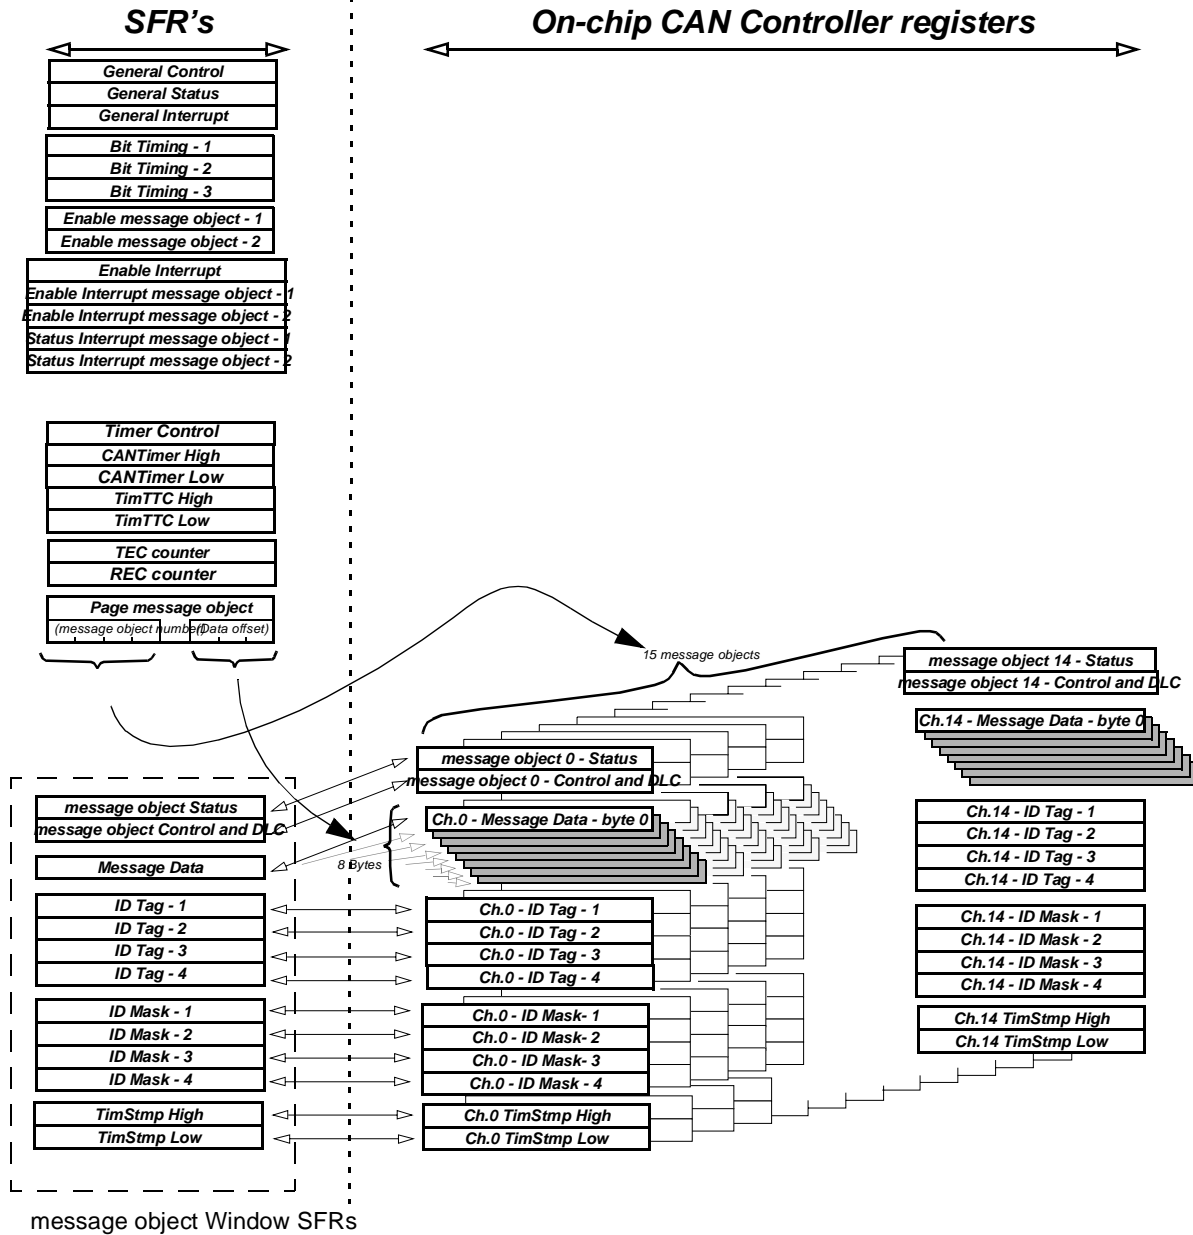 SFR's
On-chip CAN Controller registers
General Control
General Status
General Interrupt
Bit Timing - 1
Bit Timing - 2
Bit Timing - 3
Enable message object - 1
Enable message object - 2
Enable Interrupt
Enable Interrupt message object - 1
Enable Interrupt message object - 2
Status Interrupt message object - 1
Status Interrupt message object - 2
Timer Control
CANTimer High
CANTimer Low
TimTTC High
TimTTC Low
TEC counter
REC counter
Page message object
(message object number)
(Data offset)
15 message objects
message object 14 - Status
message object 14 - Control and DLC
Ch.14 - Message Data - byte 0
message object 0 - Status
message object 0 - Control and DLC
message object Status
message object Control and DLC
Ch.0 - Message Data - byte 0
8 Bytes
Message Data
Ch.14 - ID Tag - 1
Ch.14 - ID Tag - 2
Ch.14 - ID Tag - 3
Ch.14 - ID Tag - 4
ID Tag - 1
ID Tag - 2
ID Tag - 3
ID Tag - 4
Ch.0 - ID Tag - 1
Ch.0 - ID Tag - 2
Ch.0 - ID Tag - 3
Ch.0 - ID Tag - 4
Ch.14 - ID Mask - 1
Ch.14 - ID Mask - 2
Ch.14 - ID Mask - 3
Ch.14 - ID Mask - 4
ID Mask - 1
ID Mask - 2
ID Mask - 3
ID Mask - 4
Ch.0 - ID Mask- 1
Ch.0 - ID Mask- 2
Ch.0 - ID Mask- 3
Ch.0 - ID Mask - 4
Ch.14 TimStmp High
Ch.14 TimStmp Low
TimStmp High
TimStmp Low
Ch.0 TimStmp High
Ch.0 TimStmp Low
message object Window SFRs